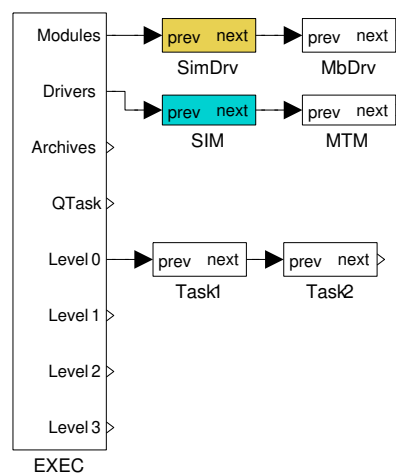 Modules
prev next
prev next
SimDrv
MbDrv
Drivers
prev next
prev next
SIM
MTM
Archives
QTask
Level 0
prev next
prev next
Task1
Task2
Level 1
Level 2
Level 3
EXEC